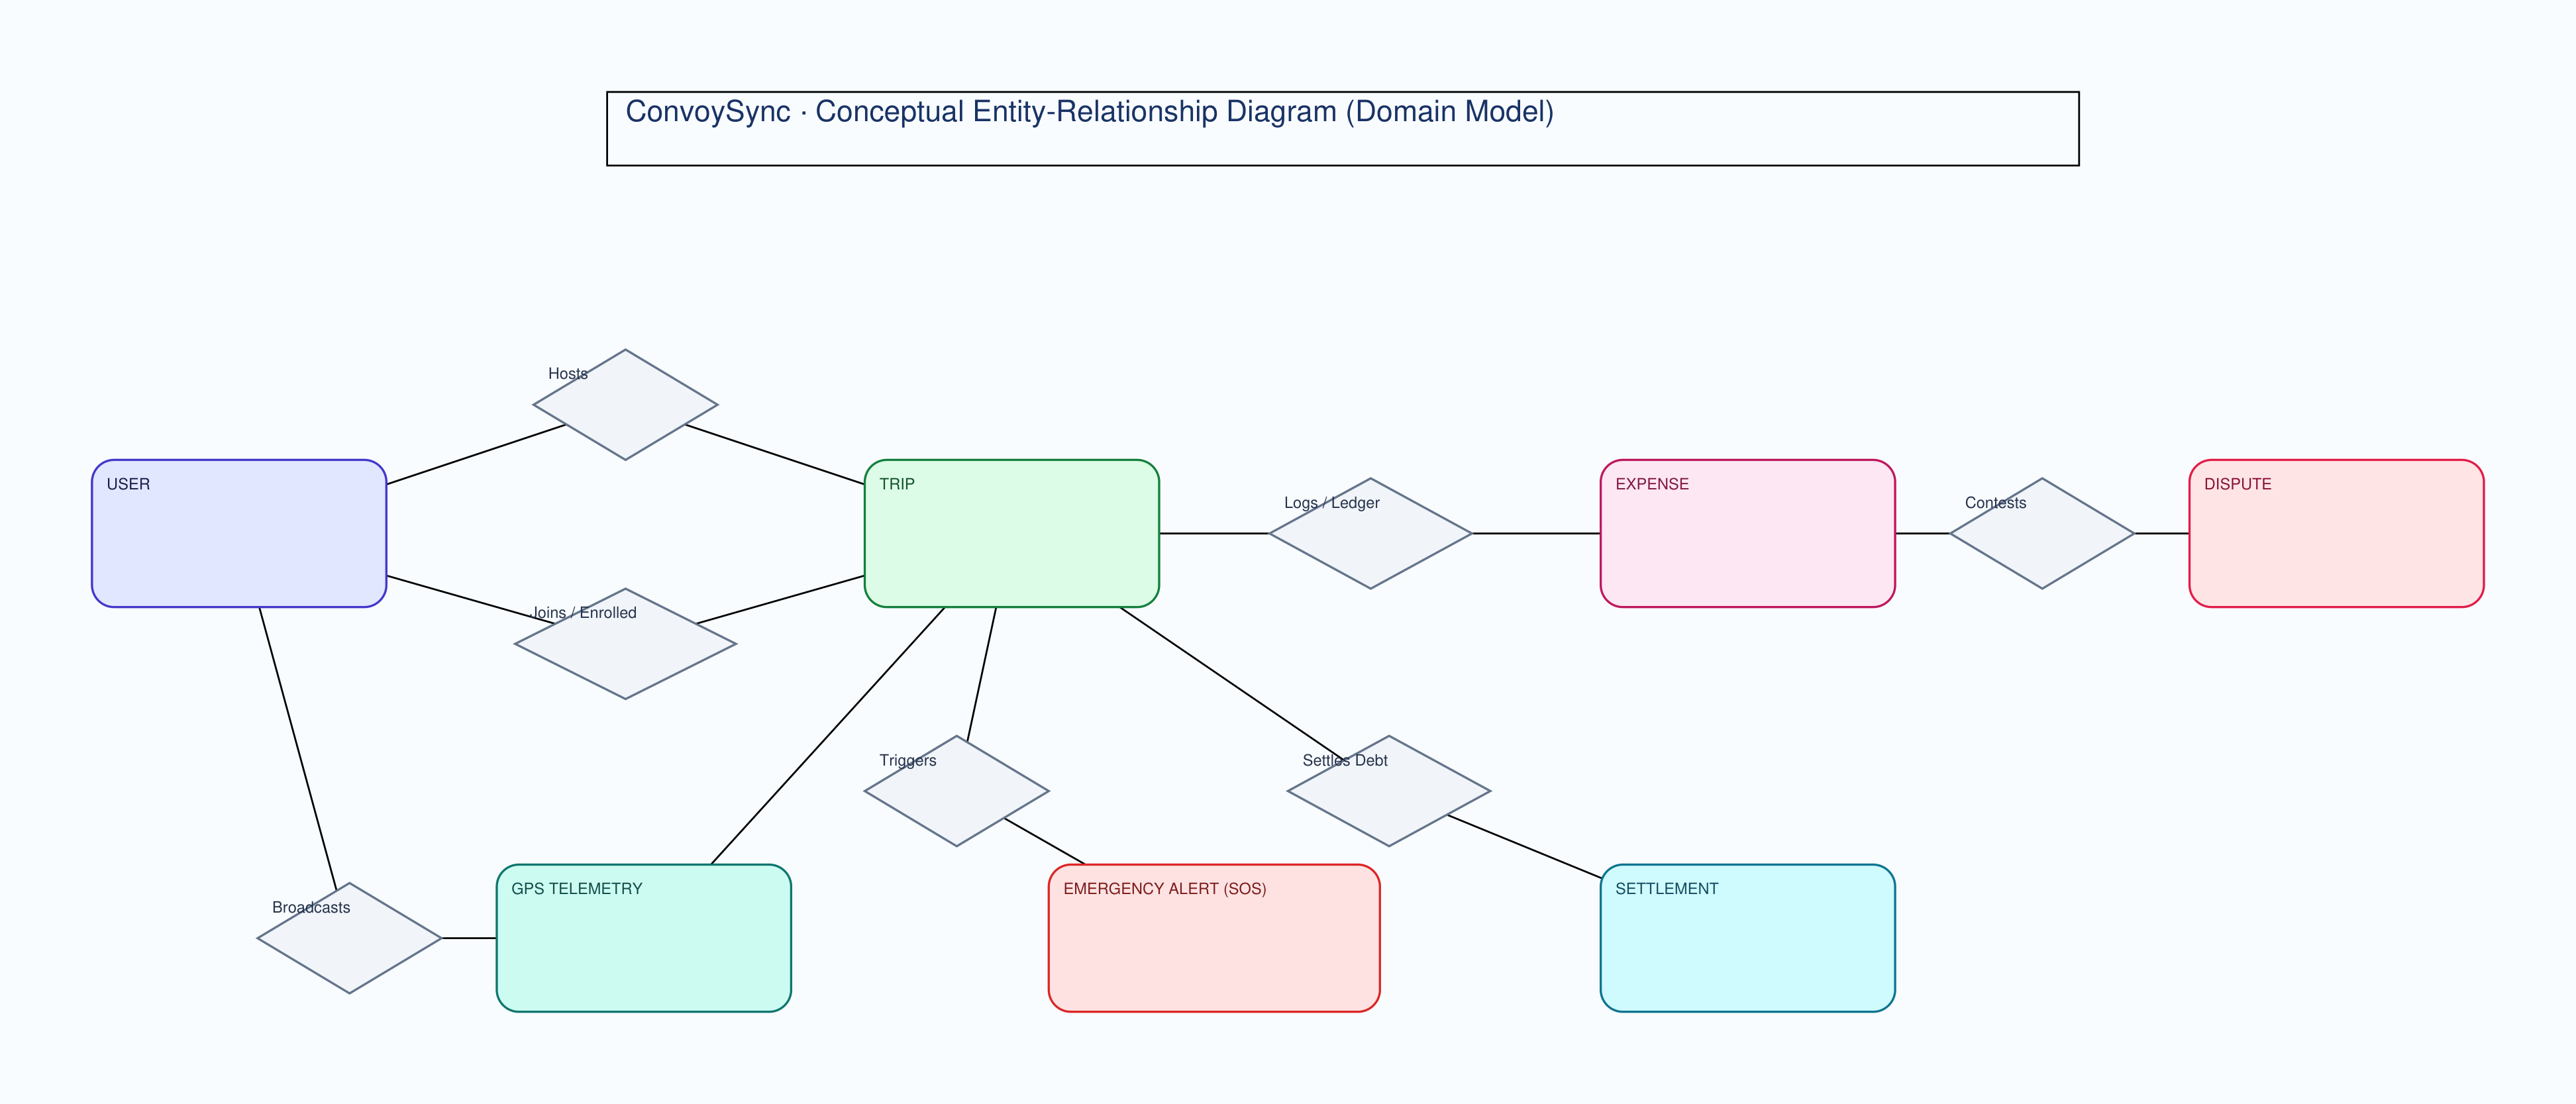 ConvoySync · Conceptual Entity-Relationship Diagram (Domain Model)
Hosts
USER
TRIP
Logs / Ledger
EXPENSE
Contests
DISPUTE
Joins / Enrolled
Triggers
Settles Debt
Broadcasts
GPS TELEMETRY
EMERGENCY ALERT (SOS)
SETTLEMENT